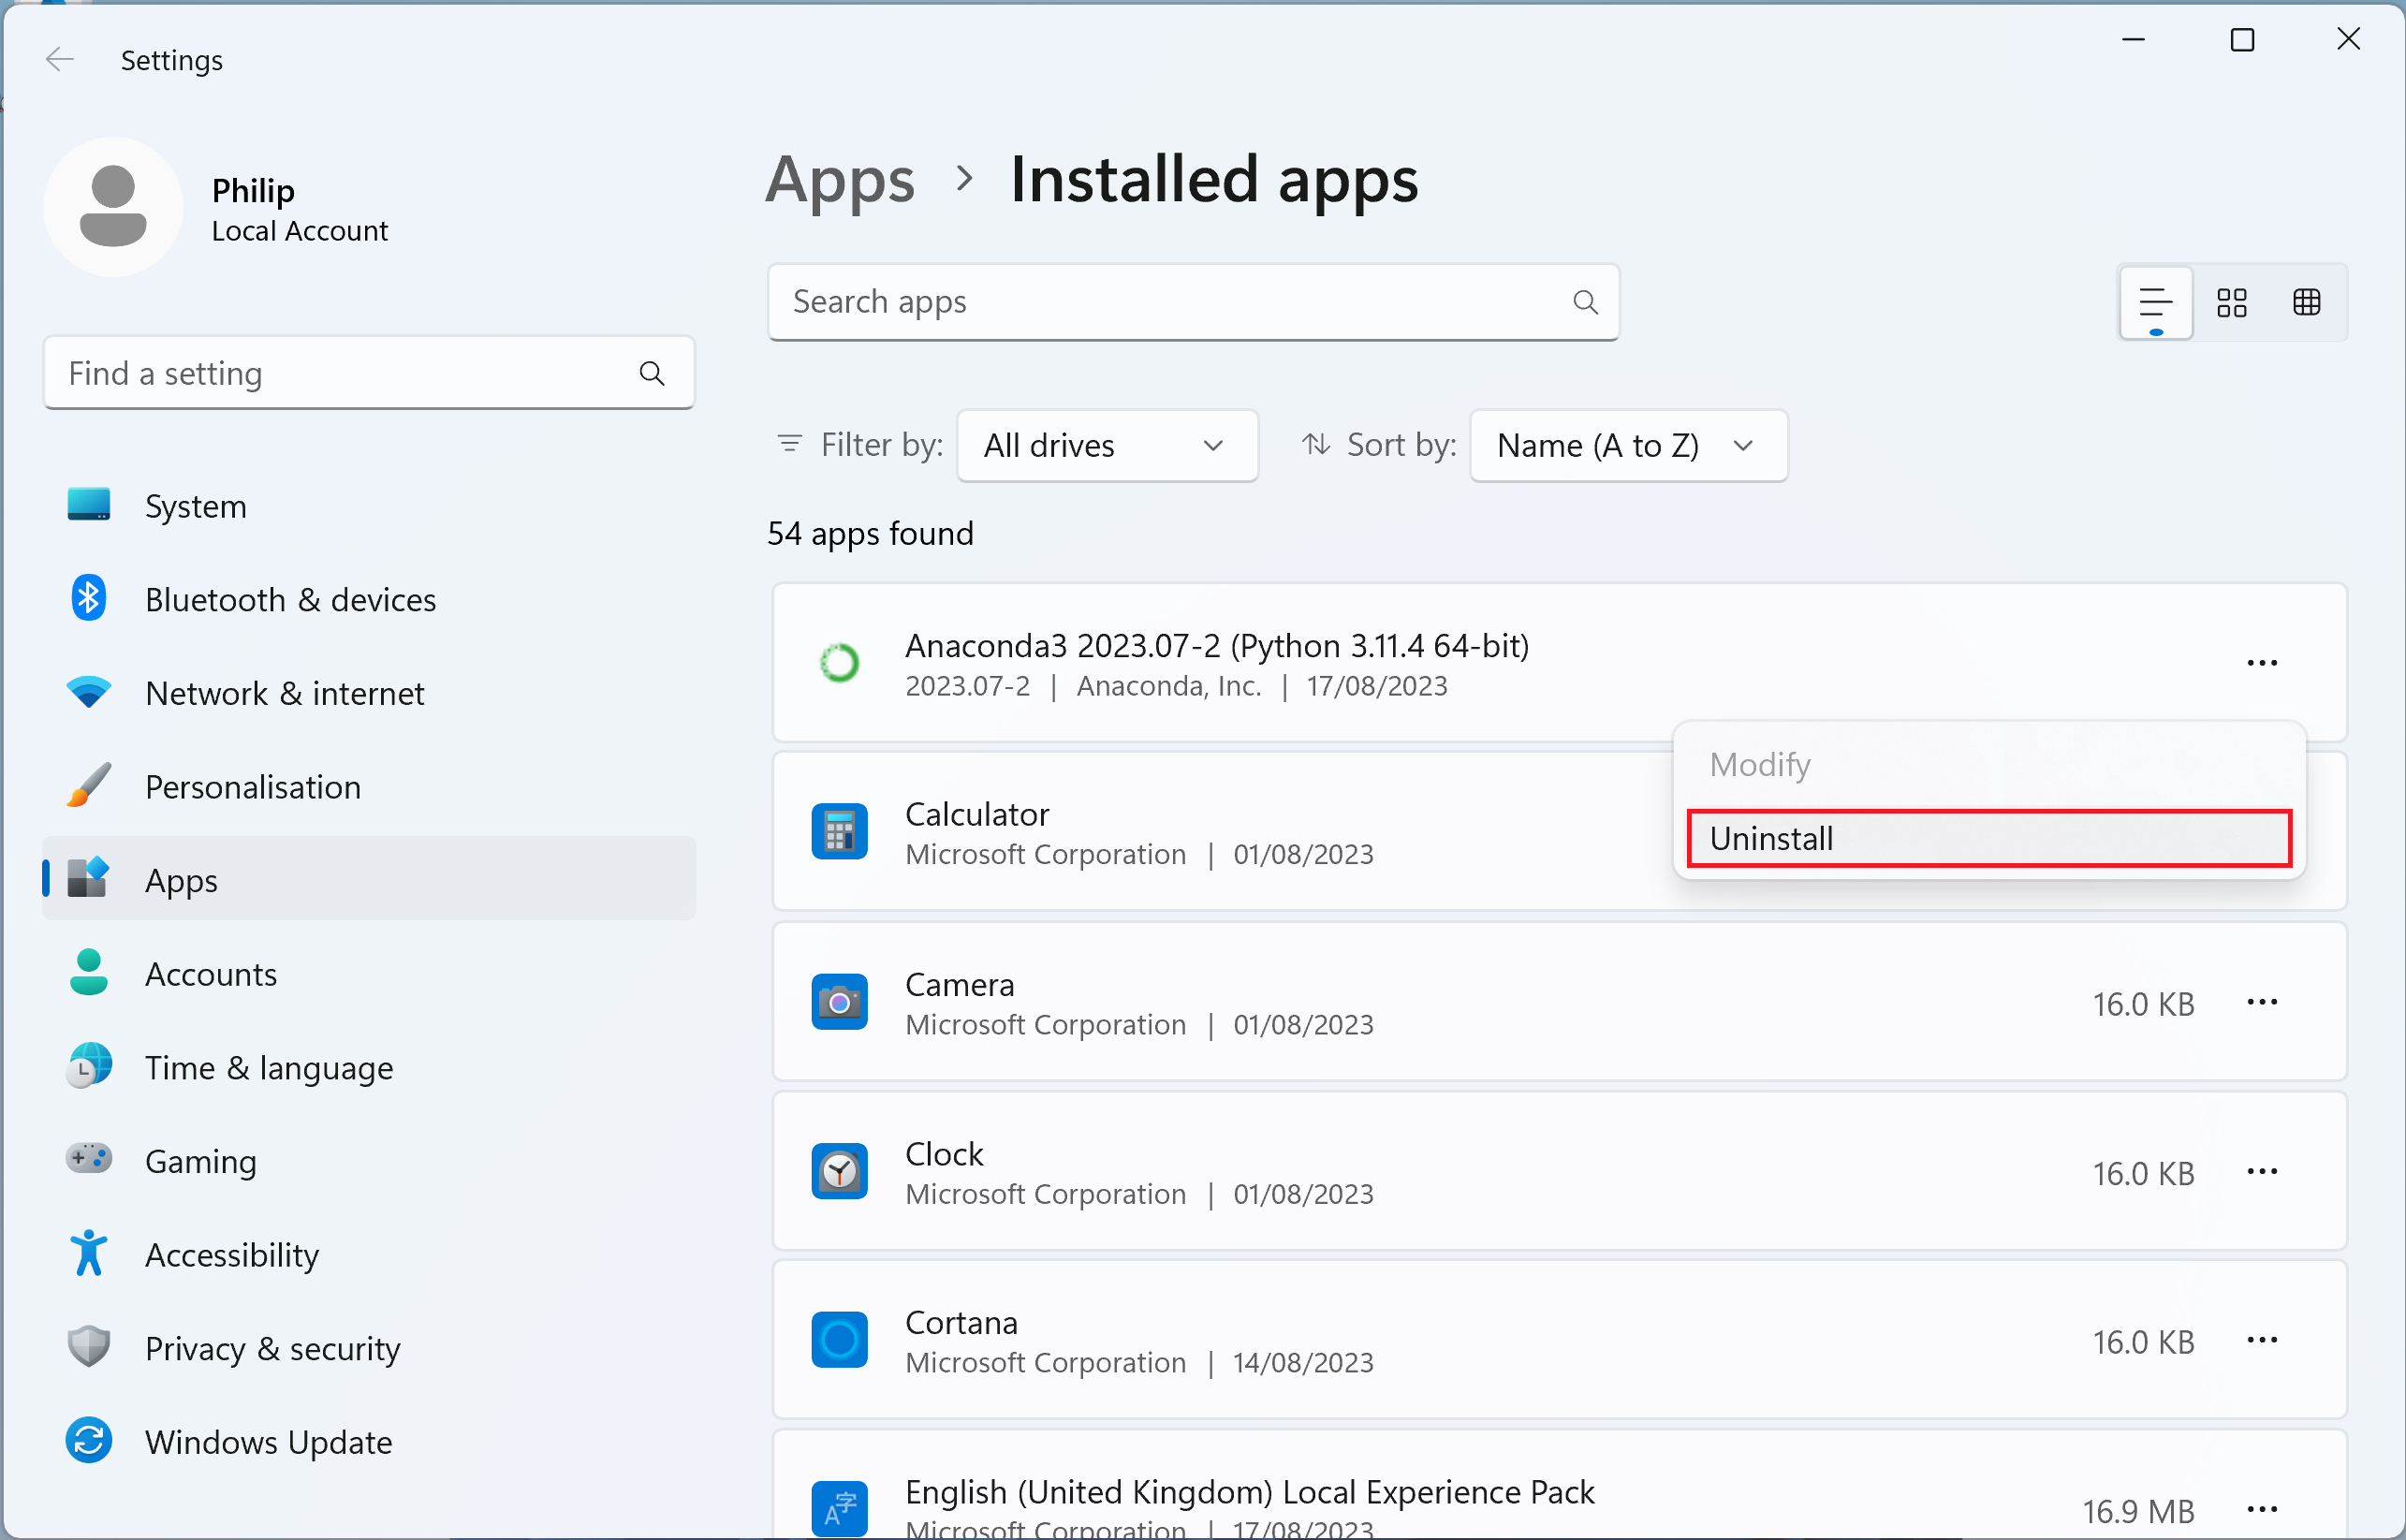 Settings
Philip
Local Account
Find a setting
System
Bluetooth & devices
Network & internet
Personalisation
Apps
Accounts
Time & language
Gaming
Accessibility
Privacy & security
Windows Update
Apps > Installed apps
Search apps
Filter by: All drives Sort by: Name (A to Z)
54 apps found
Anaconda3 2023.07-2 (Python 3.11.4 64-bit)
2023.07-2 | Anaconda, Inc. | 17/08/2023
Modify
Uninstall
Calculator
Microsoft Corporation | 01/08/2023
Camera
Microsoft Corporation | 01/08/2023
16.0 KB
Clock
Microsoft Corporation | 01/08/2023
16.0 KB
Cortana
Microsoft Corporation | 14/08/2023
16.0 KB
English (United Kingdom) Local Experience Pack
Microsoft Corporation | 17/08/2023
16.9 MB